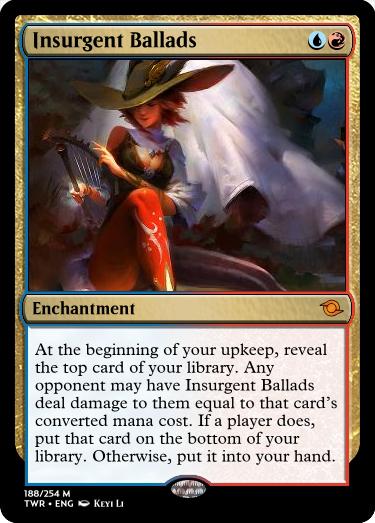 Insurgent Ballads
Enchantment
At the beginning of your upkeep, reveal
the top card of your library. Any
opponent may have Insurgent Ballads
deal damage to them equal to that card's
converted mana cost. If a player does,
put that card on the bottom of your
library. Otherwise, put it into your hand.
188/254 M
TWR • ENG KEYI LI